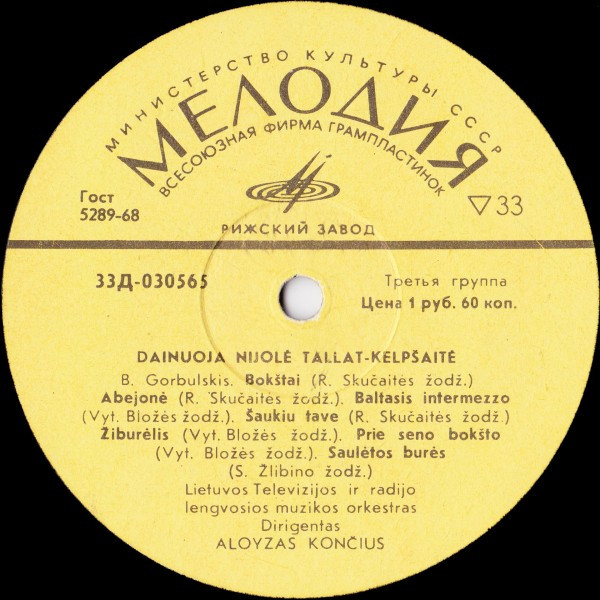 МИНИСТЕРСТВО КУЛЬТУРЫ СССР
МЕЛОДИЯ
ВСЕСОЮЗНАЯ ФИРМА ГРАМПЛАСТИНОК
Гост
5289-68
33
РИЖСКИЙ ЗАВОД
33Д-030565
Третья группа
Цена 1 руб. 60 коп.
DAINUOJA NIJOLĖ TALLAT-KELPŠAITĖ
B. Gorbulskis. Bokštai (R. Skučaitės žodž.)
Abejonė (R. Skučaitės žodž.). Baltasis intermezzo
(Vyt. Bložės žodž.). Šaukiu tave (R. Skučaitės žodž.)
Žiburėlis (Vyt. Bložės žodž.). Prie seno bokšto
(Vyt. Bložės žodž.). Saulėtos burės
(S. Žlibino žodž.)
Lietuvos Televizijos ir radijo
lengvosios muzikos orkestras
Dirigentas
ALOYZAS KONČIUS